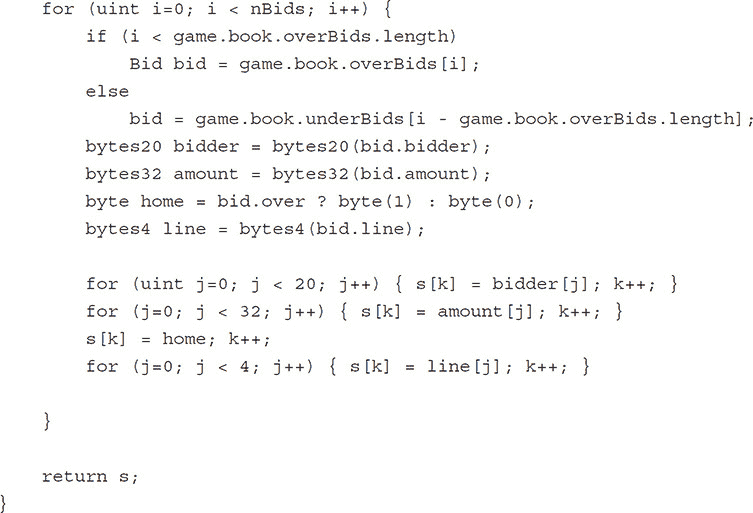 for (uint i=0; i < nBids; i++) {
        if (i < game.book.overBids.length)
            Bid bid = game.book.overBids[i];
        else
            bid = game.book.underBids[i - game.book.overBids.length];
        bytes20 bidder = bytes20(bid.bidder);
        bytes32 amount = bytes32(bid.amount);
        byte home = bid.over ? byte(1) : byte(0);
        bytes4 line = bytes4(bid.line);

        for (uint j=0; j < 20; j++) { s[k] = bidder[j]; k++; }
        for (j=0; j < 32; j++) { s[k] = amount[j]; k++; }
        s[k] = home; k++;
        for (j=0; j < 4; j++) { s[k] = line[j]; k++; }

    }

    return s;
}